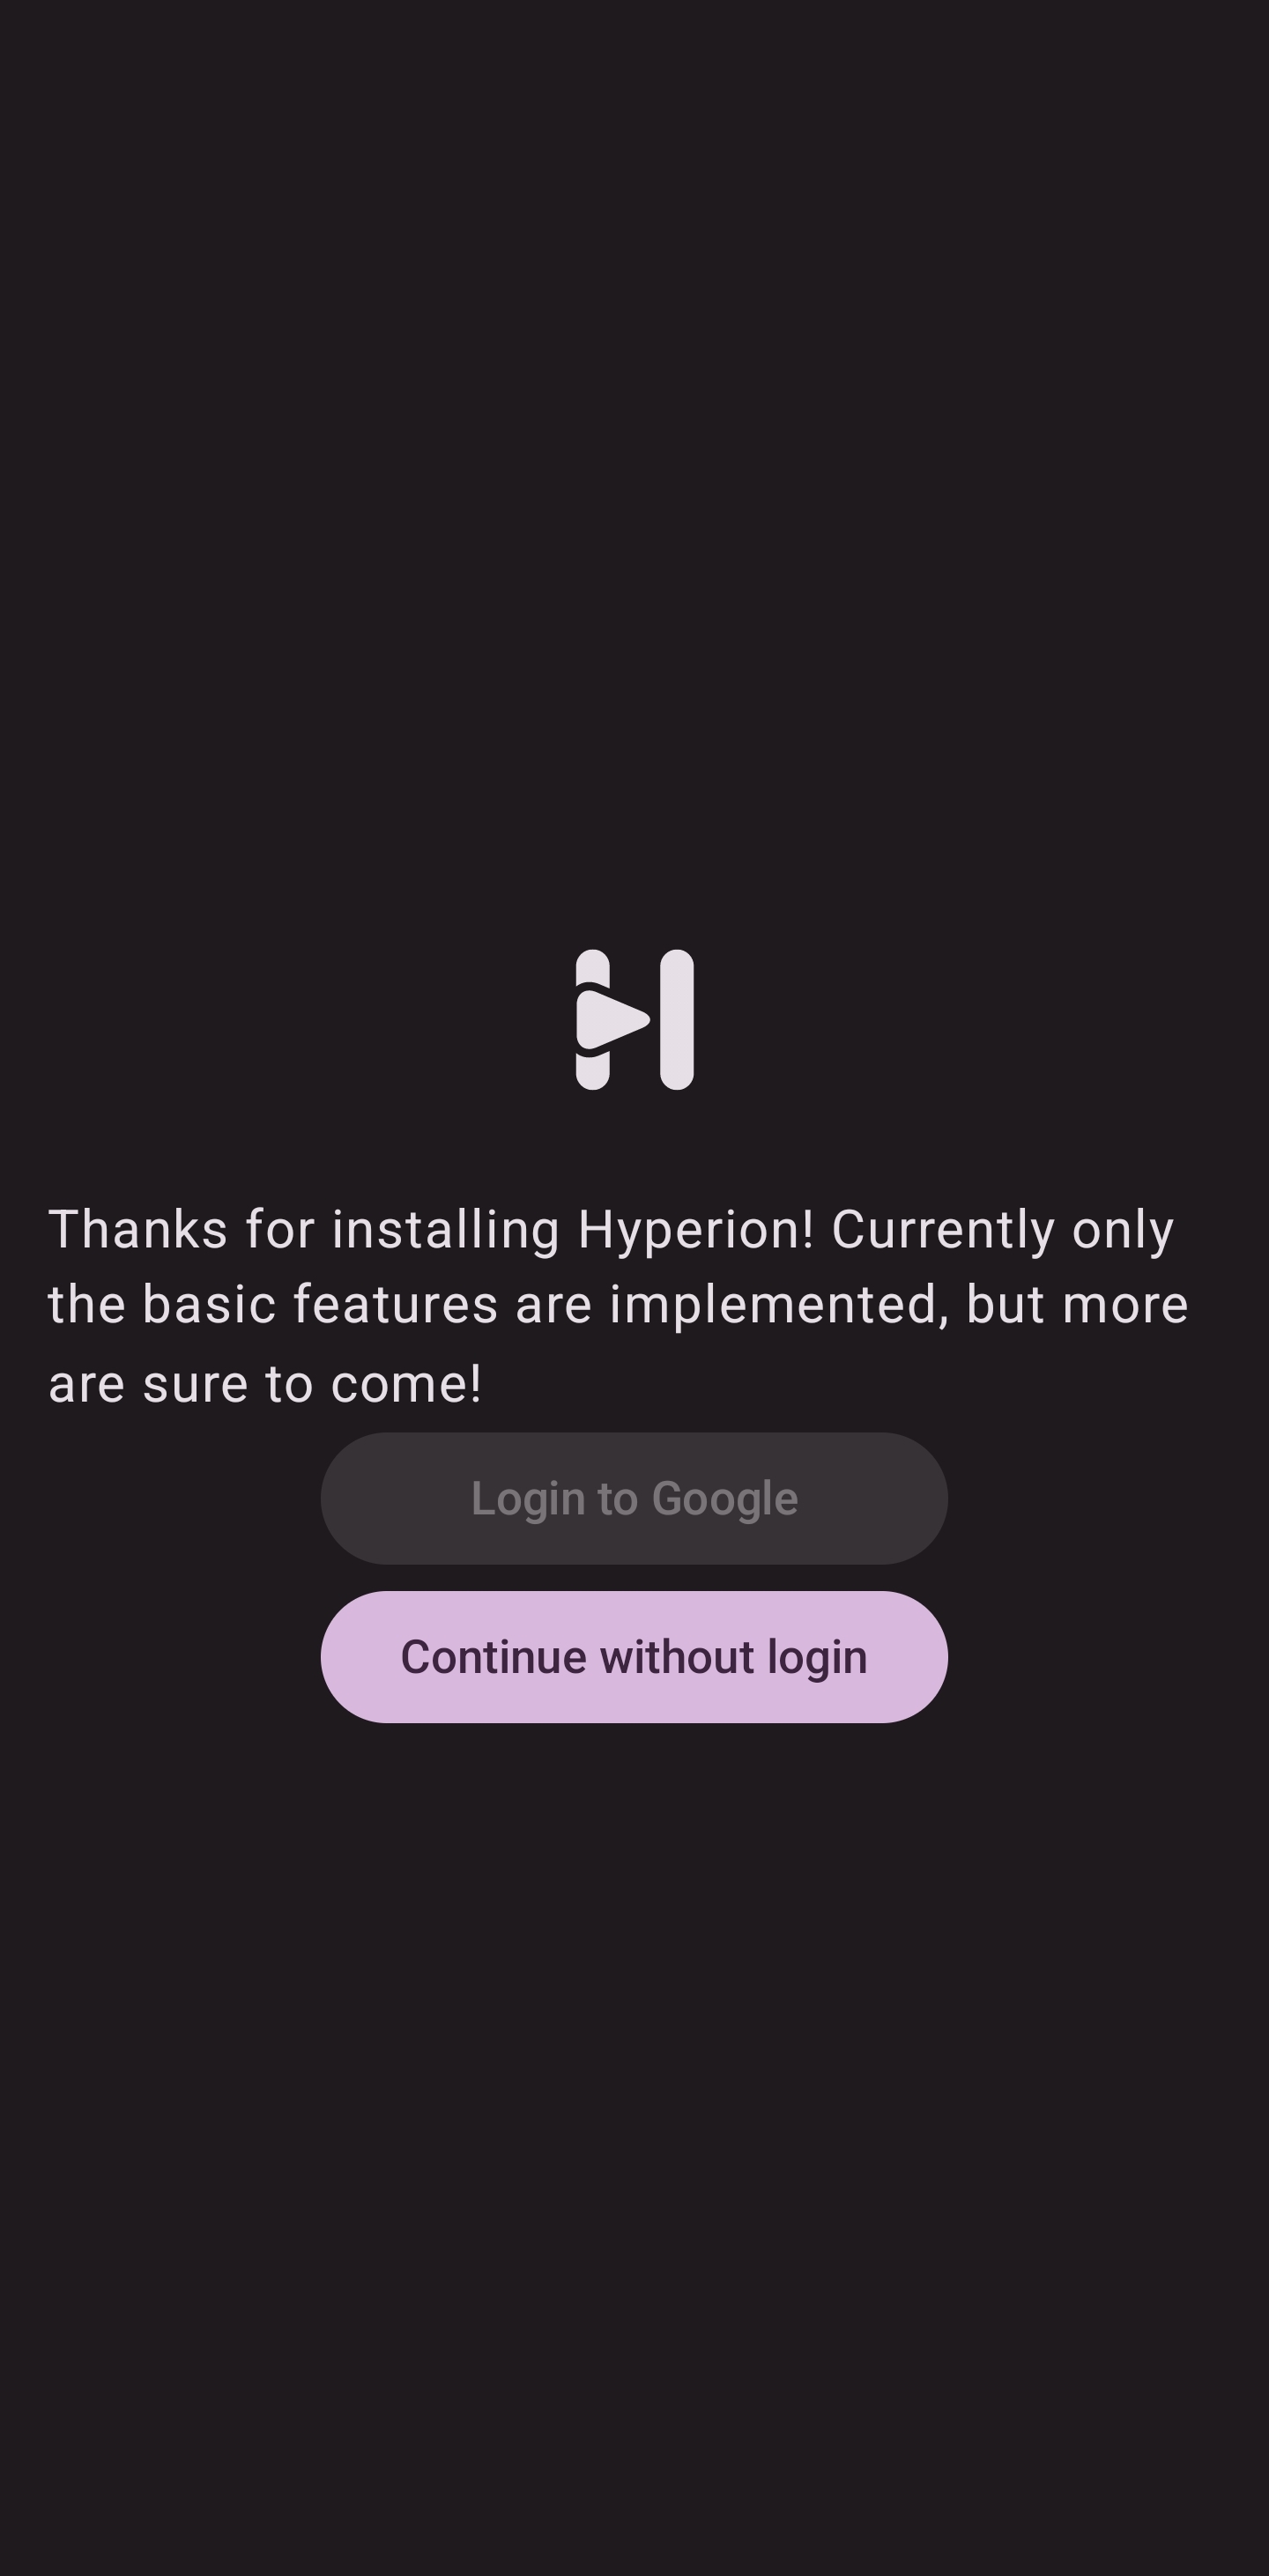 Thanks for installing Hyperion! Currently only
the basic features are implemented, but more
are sure to come!
Login to Google
Continue without login